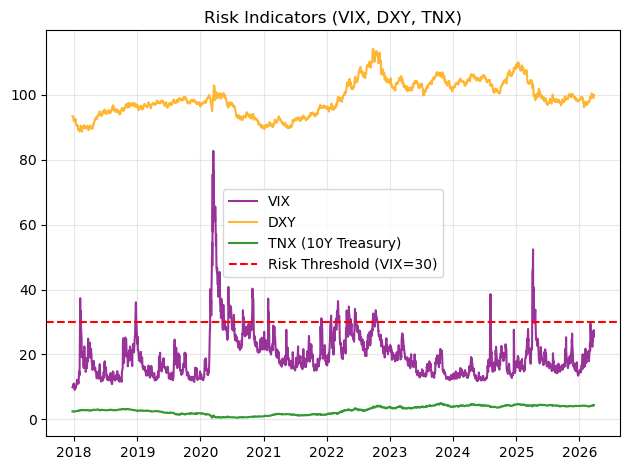 Risk Indicators (VIX, DXY, TNX)
100
80
60
40
20
0
VIX
DXY
TNX (10Y Treasury)
Risk Threshold (VIX=30)
2018 2019 2020 2021 2022 2023 2024 2025 2026